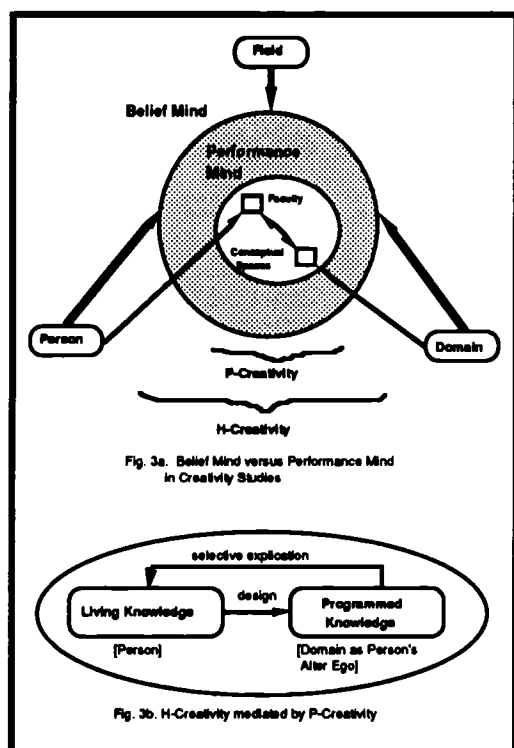 Field
Belief Mind
Performance
Mind
Faculty
Conceptual
Spaces
Person
Domain
P-Creativity
H-Creativity
Fig. 3a. Belief Mind versus Performance Mind
in Creativity Studies
selective explication
design
Living Knowledge
Programmed
Knowledge
[Person]
[Domain as Person's
Alter Ego]
Fig. 3b. H-Creativity mediated by P-Creativity